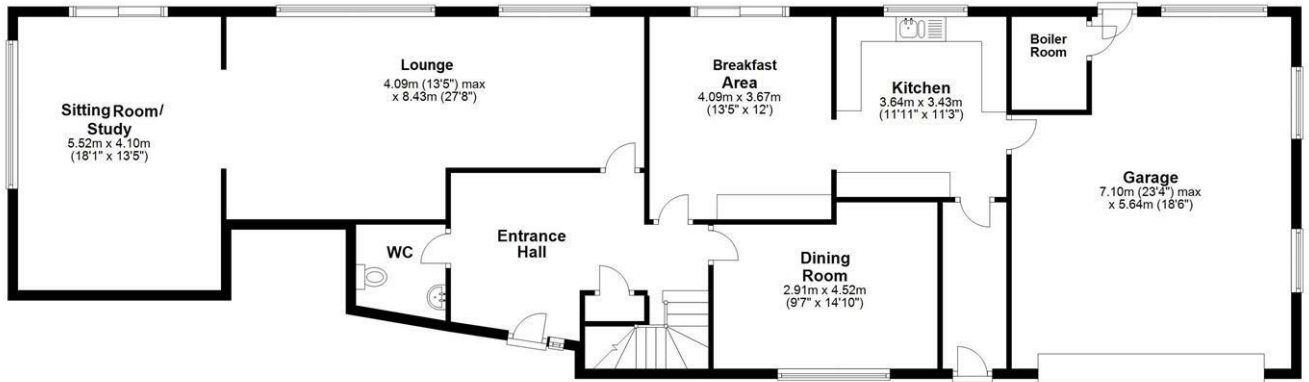 Sitting Room/
Study
5.52m x 4.10m
(18'1" x 13'5")
Lounge
4.09m (13'5") max
x 8.43m (27'8")
Breakfast
Area
4.09m x 3.67m
(13'5" x 12')
Kitchen
3.64m x 3.43m
(11'11" x 11'3")
Boiler
Room
Garage
7.10m (23'4") max
x 5.64m (18'6")
WC
Entrance
Hall
Dining
Room
2.91m x 4.52m
(9'7" x 14'10")